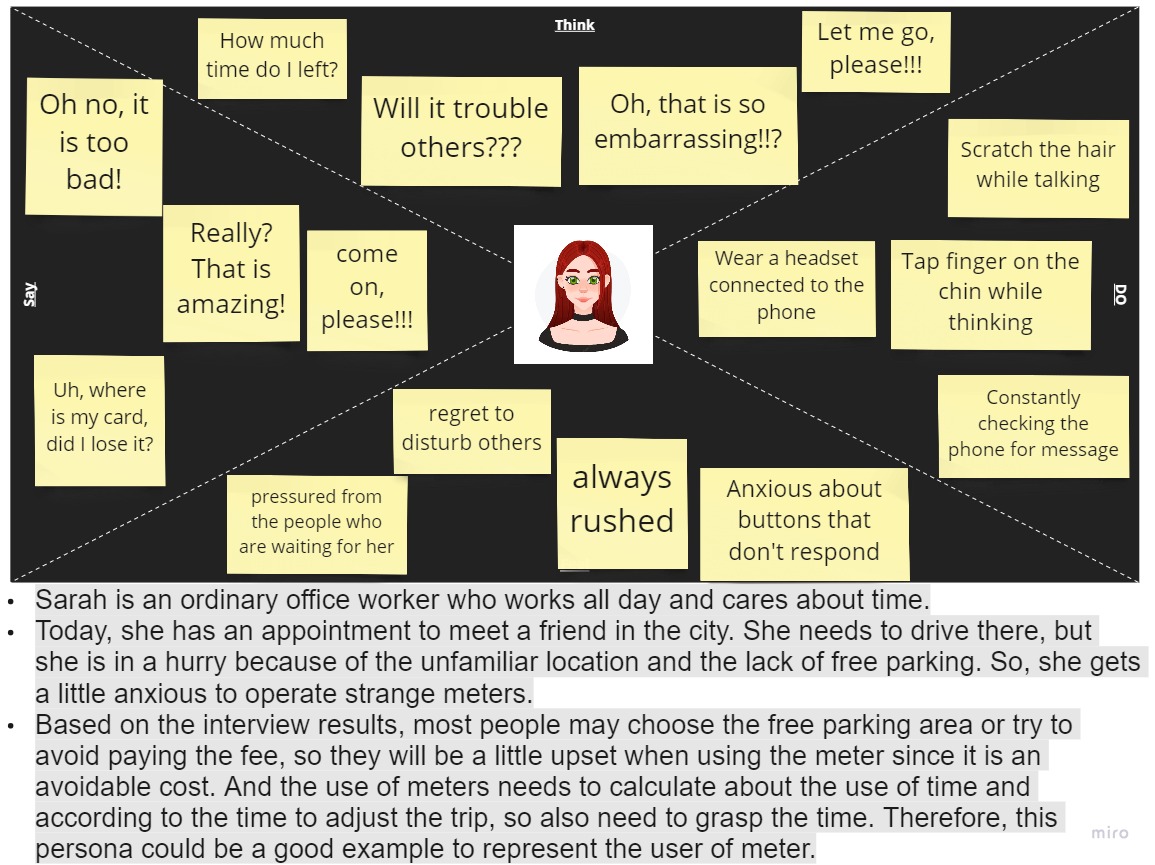 Think
How much
time do I left?
Will it trouble
others???
Oh, that is so
embarrassing!!?
Let me go,
please!!!
Say
Oh no, it
is too
bad!
Really?
That is
amazing!
come
on,
please!!!
Uh, where
is my card,
did I lose it?
DO
Scratch the hair
while talking
Wear a headset
connected to the
phone
Tap finger on the
chin while
thinking
Constantly
checking the
phone for message
regret to
disturb others
pressured from
the people who
are waiting for her
always
rushed
Anxious about
buttons that
don't respond
• Sarah is an ordinary office worker who works all day and cares about time.
• Today, she has an appointment to meet a friend in the city. She needs to drive there, but
she is in a hurry because of the unfamiliar location and the lack of free parking. So, she gets
a little anxious to operate strange meters.
• Based on the interview results, most people may choose the free parking area or try to
avoid paying the fee, so they will be a little upset when using the meter since it is an
avoidable cost. And the use of meters needs to calculate about the use of time and
according to the time to adjust the trip, so also need to grasp the time. Therefore, this
persona could be a good example to represent the user of meter.
miro